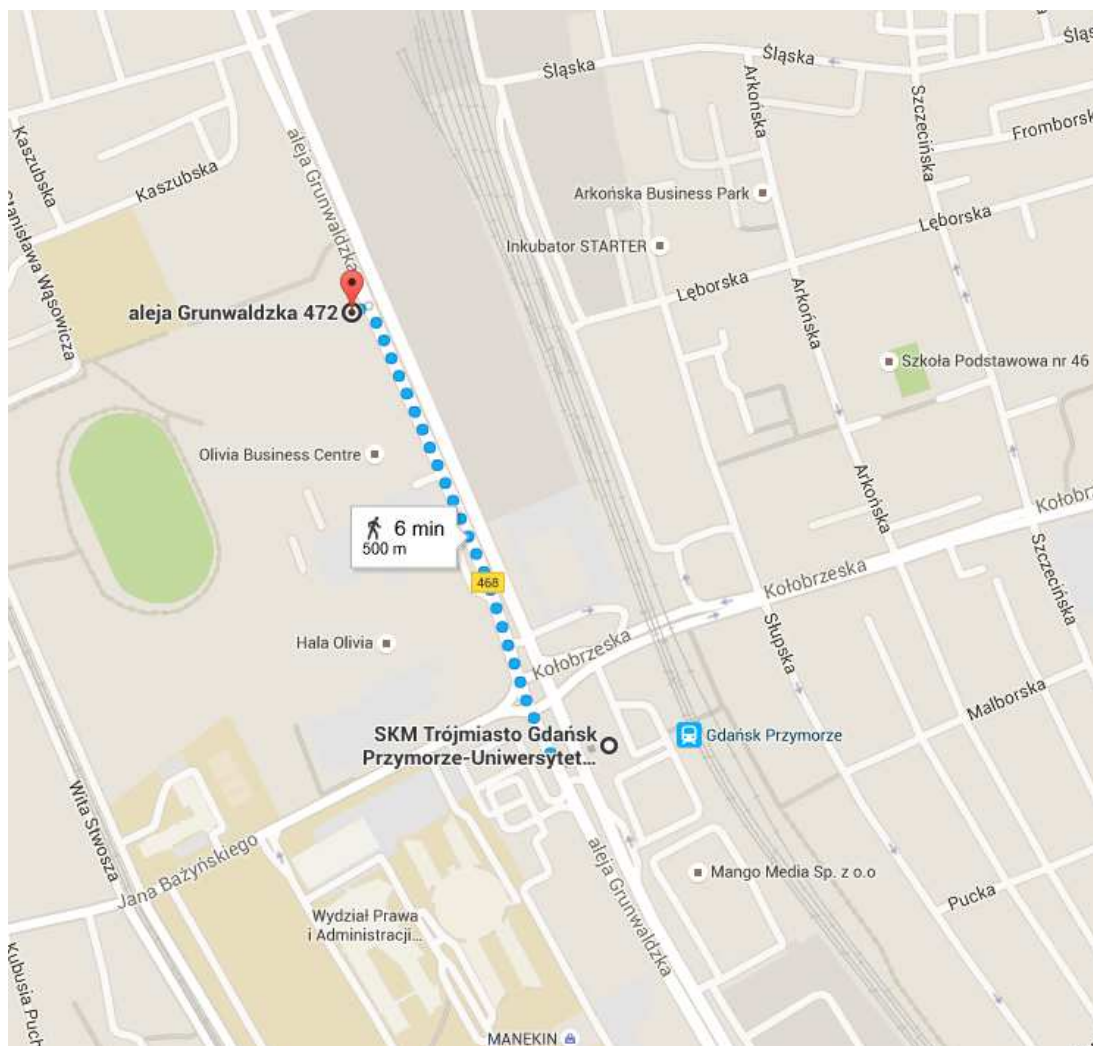 Śląska
Śląska
Śląs
Kaszubska
Kaszubska
Stanisława Wąsowicza
aleja Grunwaldzka
Arkońska
Szczecińska
Fromborsk
Arkońska Business Park
Inkubator STARTER
Lęborska
Lęborska
aleja Grunwaldzka 472
Arkońska
Szkoła Podstawowa nr 46
Olivia Business Centre
Arkońska
Kołobrze
6 min
500 m
468
Kołobrzeska
Szczecińska
Słupska
Hala Olivia
Kołobrzeska
Malborska
SKM Trójmiasto Gdańsk
Przymorze-Uniwersytet...
Gdańsk Przymorze
Wita Stwosza
Jana Bażyńskiego
aleja Grunwaldzka
Mango Media Sp. z o.o
Pucka
Wydział Prawa
i Administracji...
Kubusia Puch
MANEKIN